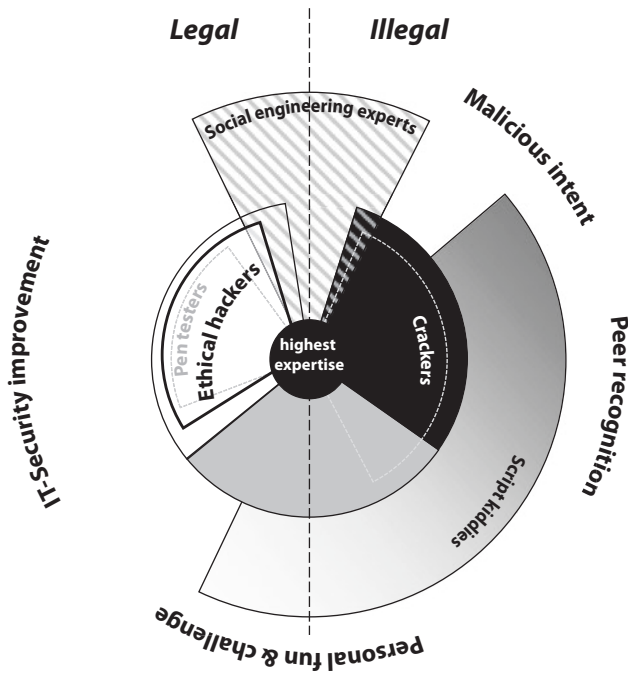 Legal
Illegal
Social engineering experts
Malicious intent
IT-Security improvement
Pen testers
Ethical hackers
highest
expertise
Crackers
Peer recognition
Script kiddies
Personal fun & challenge